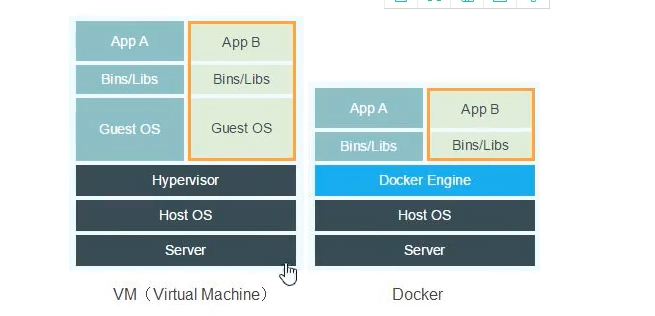 App A
App B
Bins/Libs
Bins/Libs
Guest OS
Guest OS
Hypervisor
Host OS
Server
VM（Virtual Machine）
App A
App B
Bins/Libs
Bins/Libs
Docker Engine
Host OS
Server
Docker